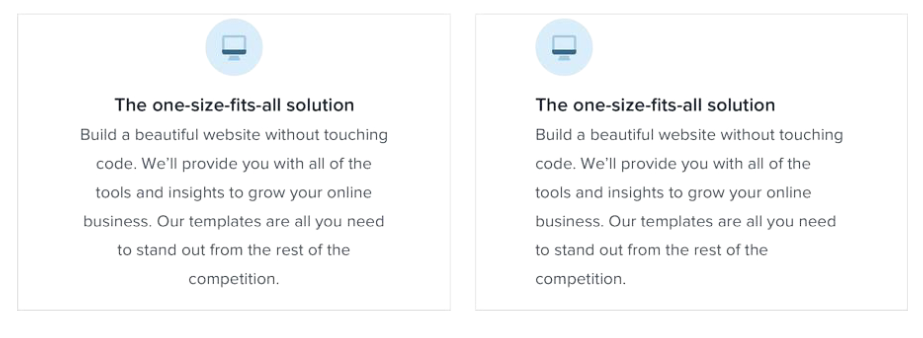 The one-size-fits-all solution
Build a beautiful website without touching
code. We'll provide you with all of the
tools and insights to grow your online
business. Our templates are all you need
to stand out from the rest of the
competition.
The one-size-fits-all solution
Build a beautiful website without touching
code. We'll provide you with all of the
tools and insights to grow your online
business. Our templates are all you need
to stand out from the rest of the
competition.